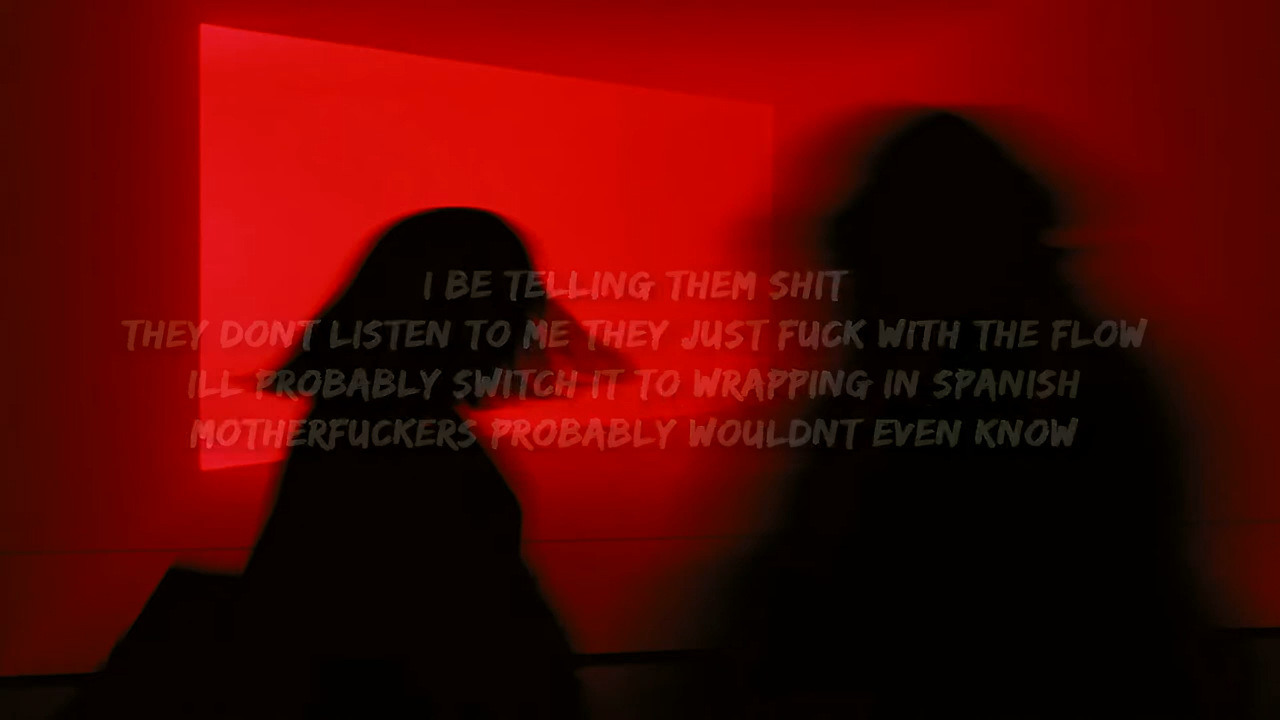 I BE TELLING THEM SHIT
THEY DONT LISTEN TO ME THEY JUST FUCK WITH THE FLOW
ILL PROBABLY SWITCH IT TO WRAPPING IN SPANISH
MOTHERFUCKERS PROBABLY WOULDNT EVEN KNOW